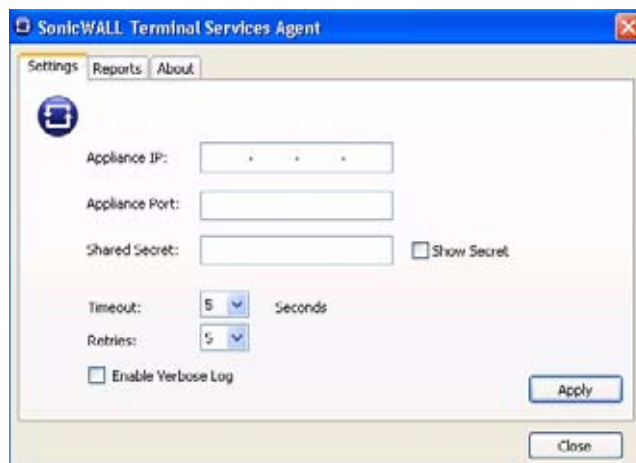 SonicWALL Terminal Services Agent
Settings Reports About
Appliance IP: . . .
Appliance Port:
Shared Secret: Show Secret
Timeout: 5 Seconds
Retries: 5
Enable Verbose Log
Apply
Close